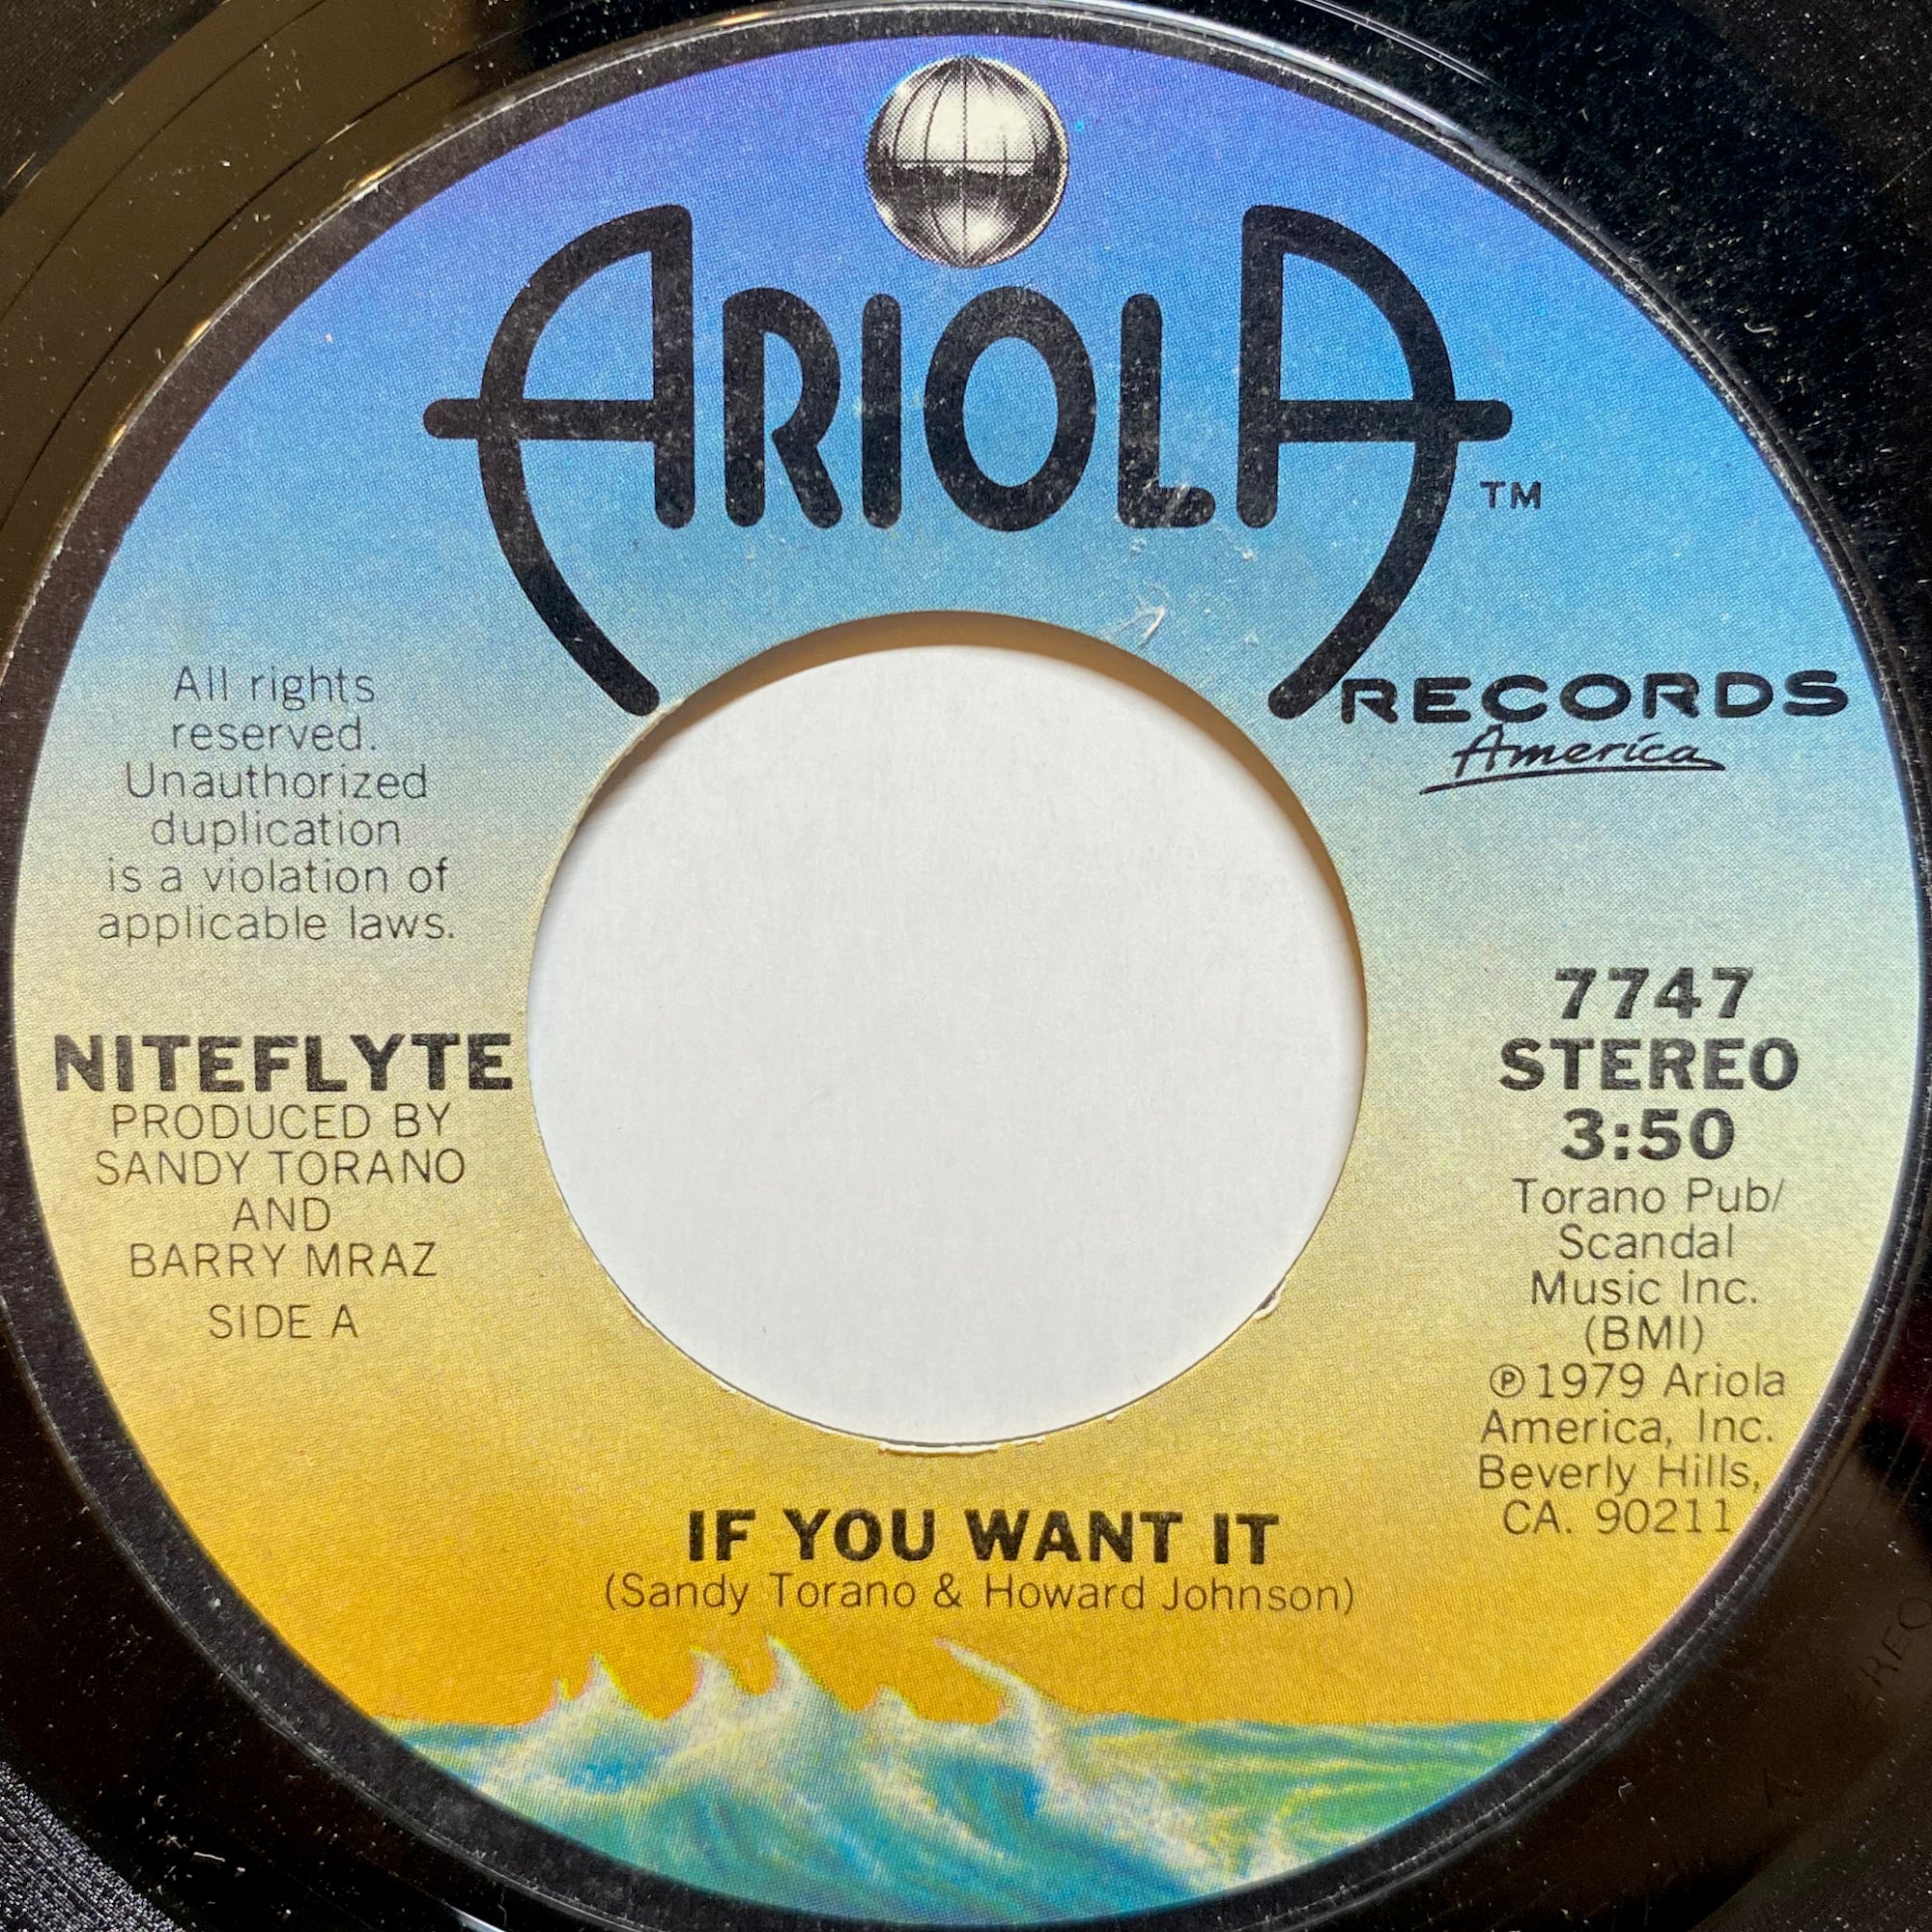 ARIOLA
TM
RECORDS
America
All rights
reserved.
Unauthorized
duplication
is a violation of
applicable laws.
NITEFLYTE
PRODUCED BY
SANDY TORANO
AND
BARRY MRAZ
SIDE A
7747
STEREO
3:50
Torano Pub/
Scandal
Music Inc.
(BMI)
℗1979 Ariola
America, Inc.
Beverly Hills,
CA. 90211
IF YOU WANT IT
(Sandy Torano & Howard Johnson)